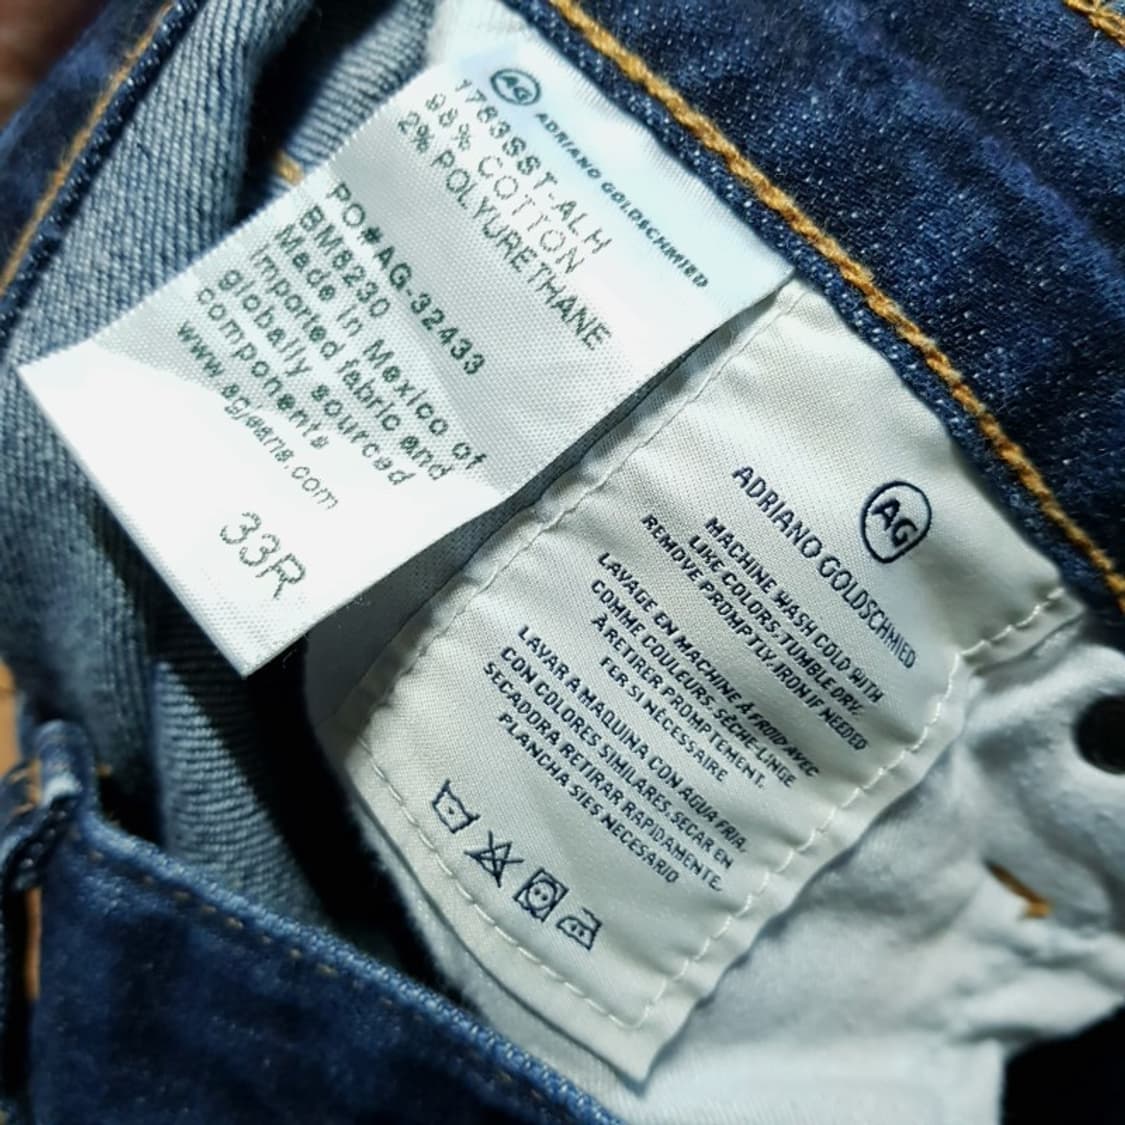 AG ADRIANO GOLDSCHMIED
1783SST-ALH
98% COTTON
2% POLYURETHANE
PO#AG-32433
BM6230
Made in Mexico of
imported fabric and
globally sourced
components
www.agjeans.com
33R
AG
ADRIANO GOLDSCHMIED
MACHINE WASH COLD WITH
LIKE COLORS. TUMBLE DRY.
REMOVE PROMPTLY. IRON IF NEEDED
LAVAGE EN MACHINE À FROID AVEC
COMME COULEURS. SÈCHE-LINGE
A RETIRER PROMPTEMENT.
FER SI NÉCESSAIRE
LAVAR A MAQUINA CON AGUA FRIA.
CON COLORES SIMILARES. SECAR EN
SECADORA RETIRAR RAPIDAMENTE.
PLANCHA SIES NECESARIO